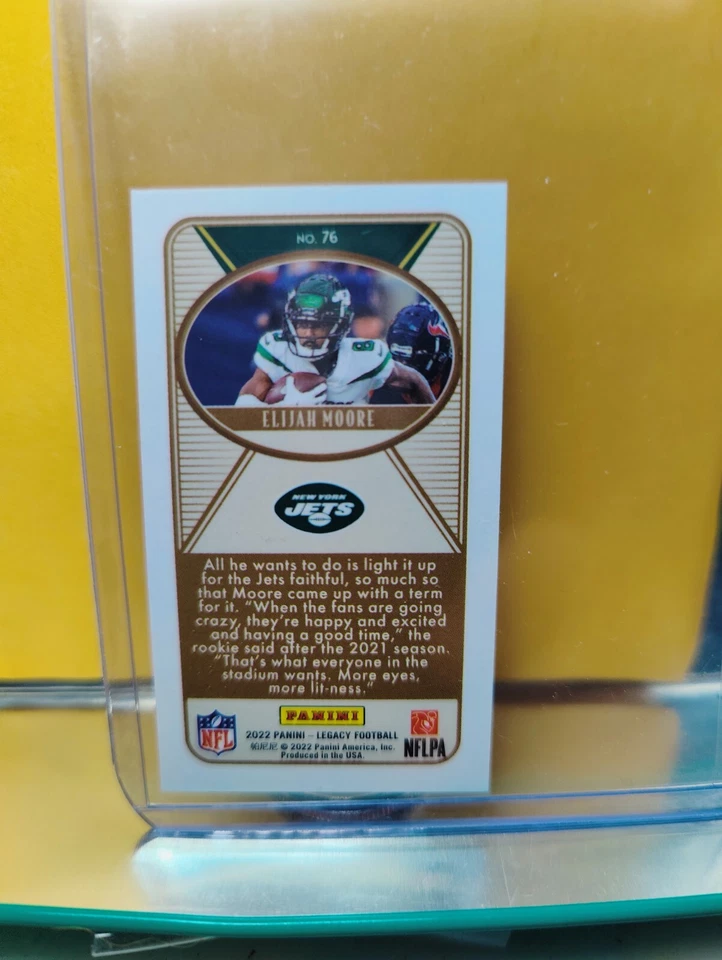 NO. 76
8
ELIJAH MOORE
NEW YORK
JETS
All he wants to do is light it up
for the Jets faithful, so much so
that Moore came up with a term
for it. “When the fans are going
crazy, they’re happy and excited
and having a good time,” the
rookie said after the 2021 season.
“That’s what everyone in the
stadium wants. More eyes,
more lit-ness.”
PANINI
NFL
2022 PANINI – LEGACY FOOTBALL
© 2022 Panini America, Inc.
Produced in the USA.
NFLPA